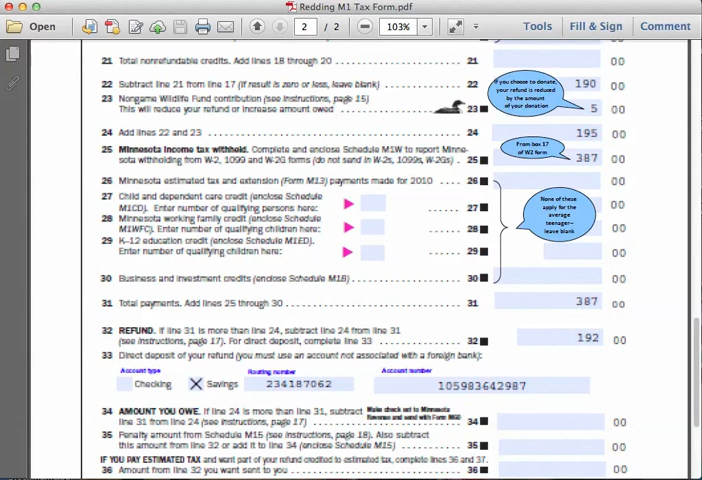 Redding M1 Tax Form.pdf
Open 2 / 2 103% Tools Fill & Sign Comment
21 Total nonrefundable credits. Add lines 18 through 20 21 00
22 Subtract line 21 from line 17 (if result is zero or less, leave blank) 22 190 00
If you choose to donate,
your refund is reduced
by the amount
of your donation
23 Nongame Wildlife Fund contribution (see instructions, page 15)
This will reduce your refund or increase amount owed 23 5 00
24 Add lines 22 and 23 24 195 00
25 Minnesota income tax withheld. Complete and enclose Schedule M1W to report Minne-
sota withholding from W-2, 1099 and W-2G forms (do not send in W-2s, 1099s, W-2Gs) . 25 387 00
From box 17
of W2 form
26 Minnesota estimated tax and extension (Form M13) payments made for 2010 .... 26 00
27 Child and dependent care credit (enclose Schedule
M1CD). Enter number of qualifying persons here: ...... 27 00
28 Minnesota working family credit (enclose Schedule
M1WFC). Enter number of qualifying children here: ...... 28 00
29 K–12 education credit (enclose Schedule M1ED).
Enter number of qualifying children here: ...... 29 00
None of these
apply for the
average
teenager--
leave blank
30 Business and investment credits (enclose Schedule M1B) 30 00
31 Total payments. Add lines 25 through 30 31 387 00
32 REFUND. If line 31 is more than line 24, subtract line 24 from line 31
(see instructions, page 17). For direct deposit, complete line 33 32 192 00
33 Direct deposit of your refund (you must use an account not associated with a foreign bank):
Account type Routing number Account number
Checking Savings 234187062 105983642987
34 AMOUNT YOU OWE. If line 24 is more than line 31, subtract Make check out to Minnesota
Revenue and send with Form M60
line 31 from line 24 (see instructions, page 17) 34 00
35 Penalty amount from Schedule M15 (see instructions, page 18). Also subtract
this amount from line 32 or add it to line 34 (enclose Schedule M15) 35 00
IF YOU PAY ESTIMATED TAX and want part of your refund credited to estimated tax, complete lines 36 and 37.
36 Amount from line 32 you want sent to you 36 00